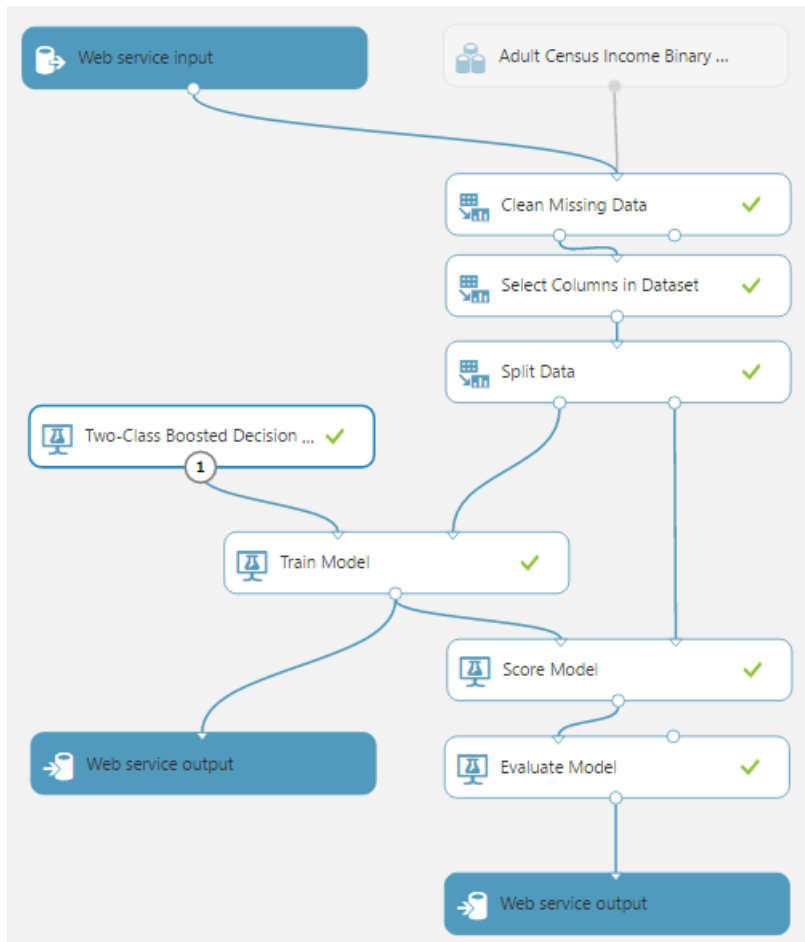 Web service input
Adult Census Income Binary ...
Clean Missing Data
Select Columns in Dataset
Split Data
Two-Class Boosted Decision ...
1
Train Model
Score Model
Web service output
Evaluate Model
Web service output